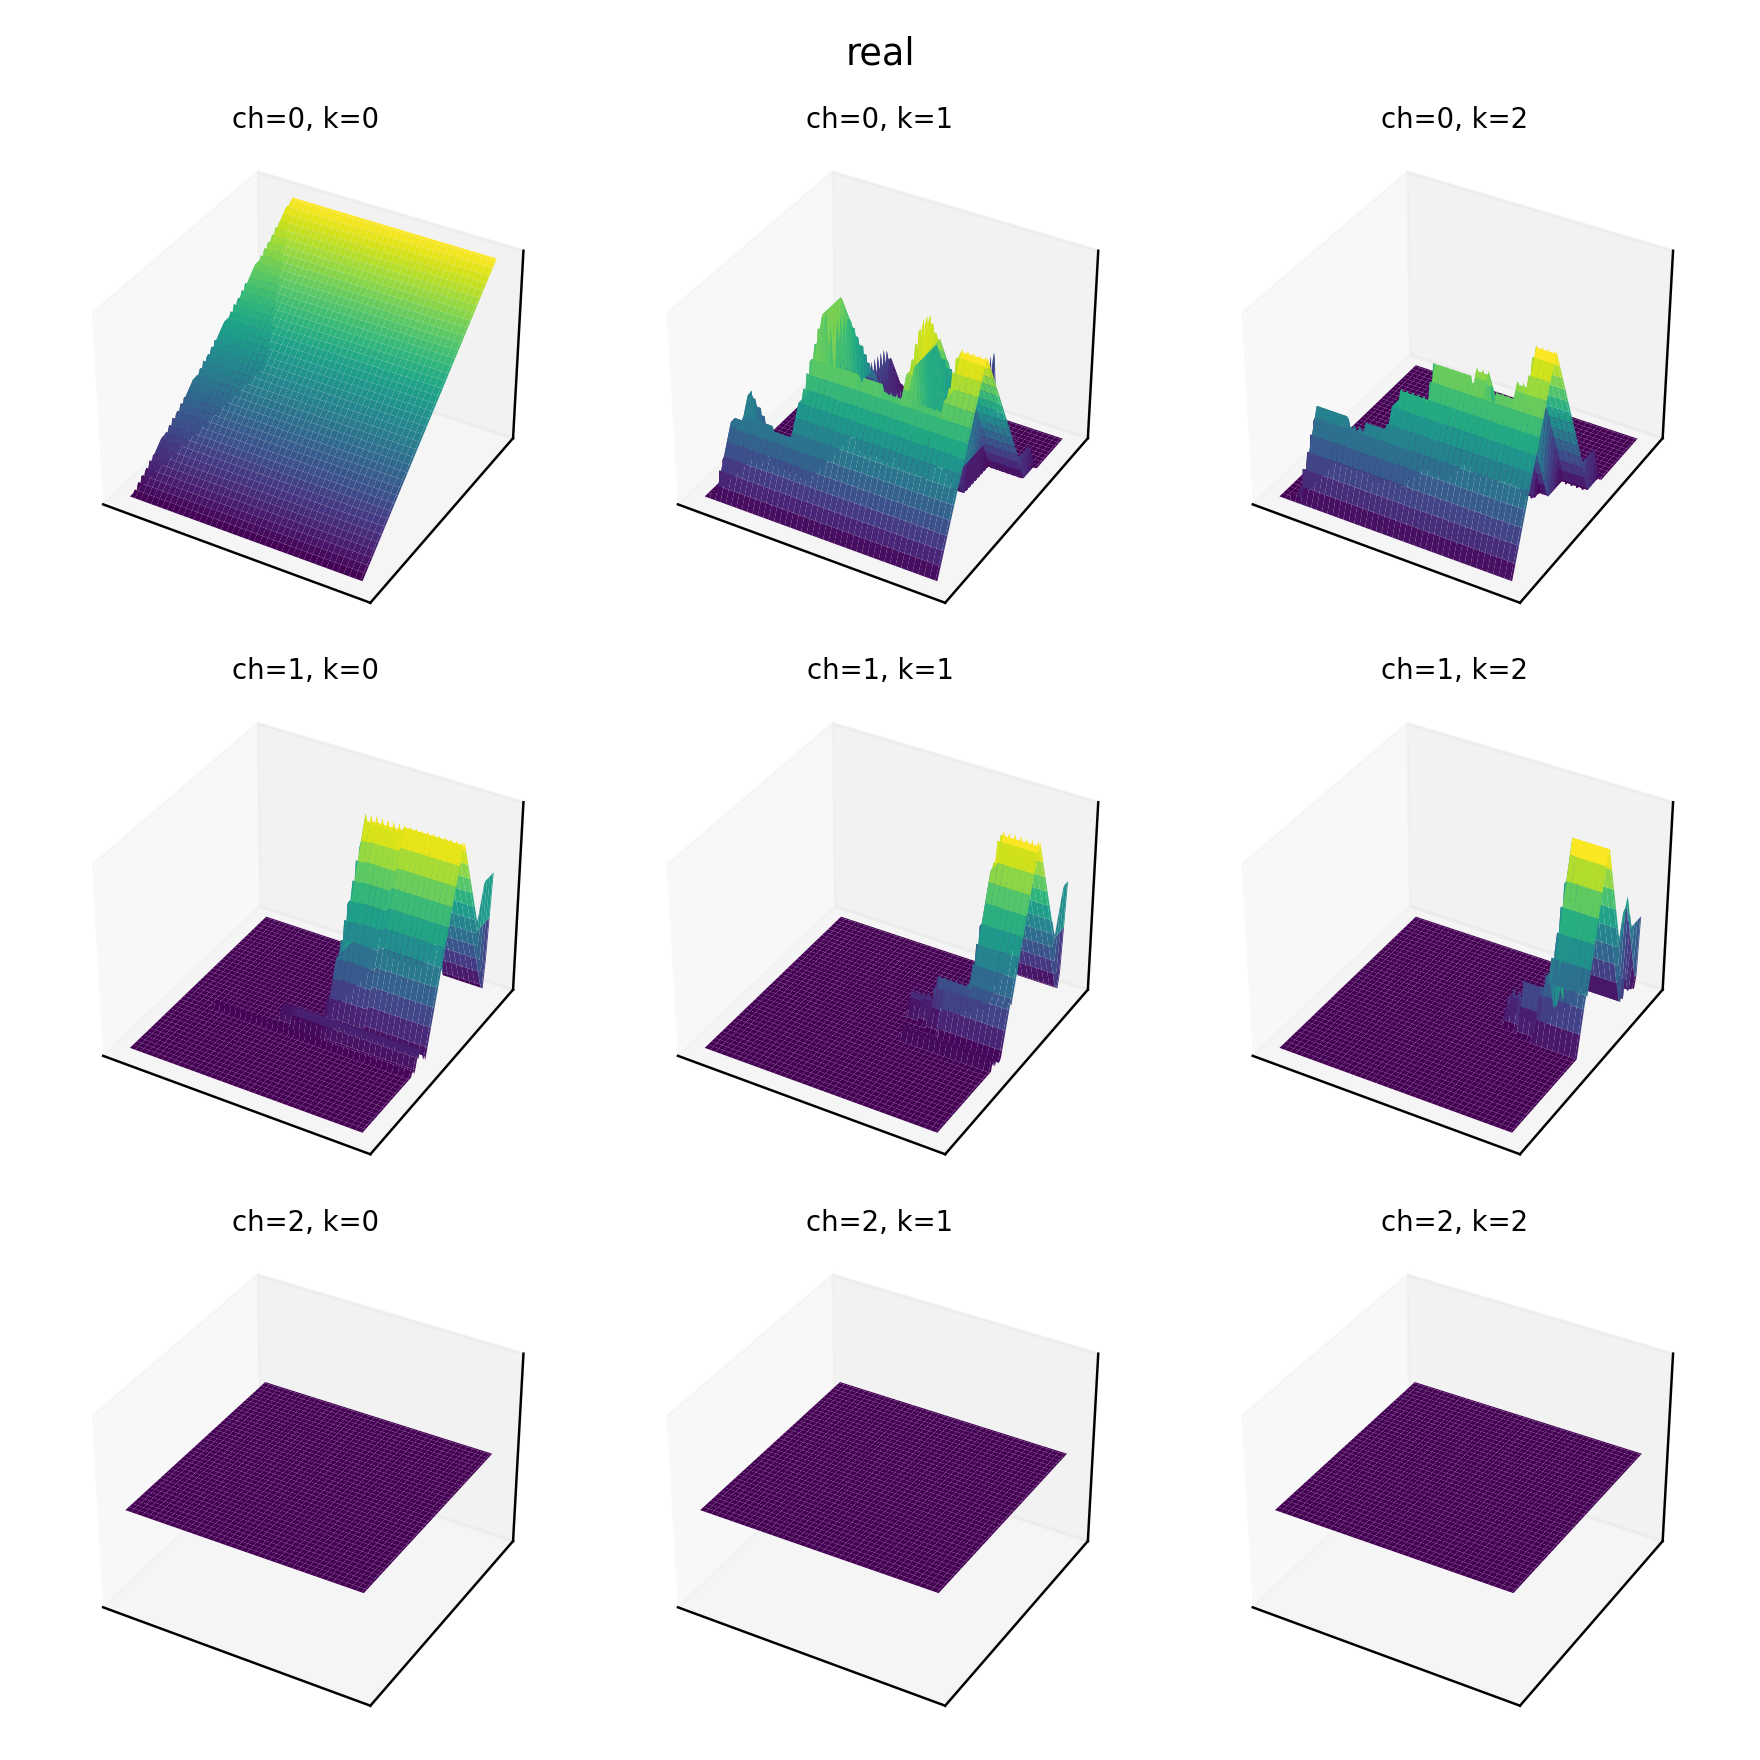 real
ch=0, k=0
ch=0, k=1
ch=0, k=2
ch=1, k=0
ch=1, k=1
ch=1, k=2
ch=2, k=0
ch=2, k=1
ch=2, k=2